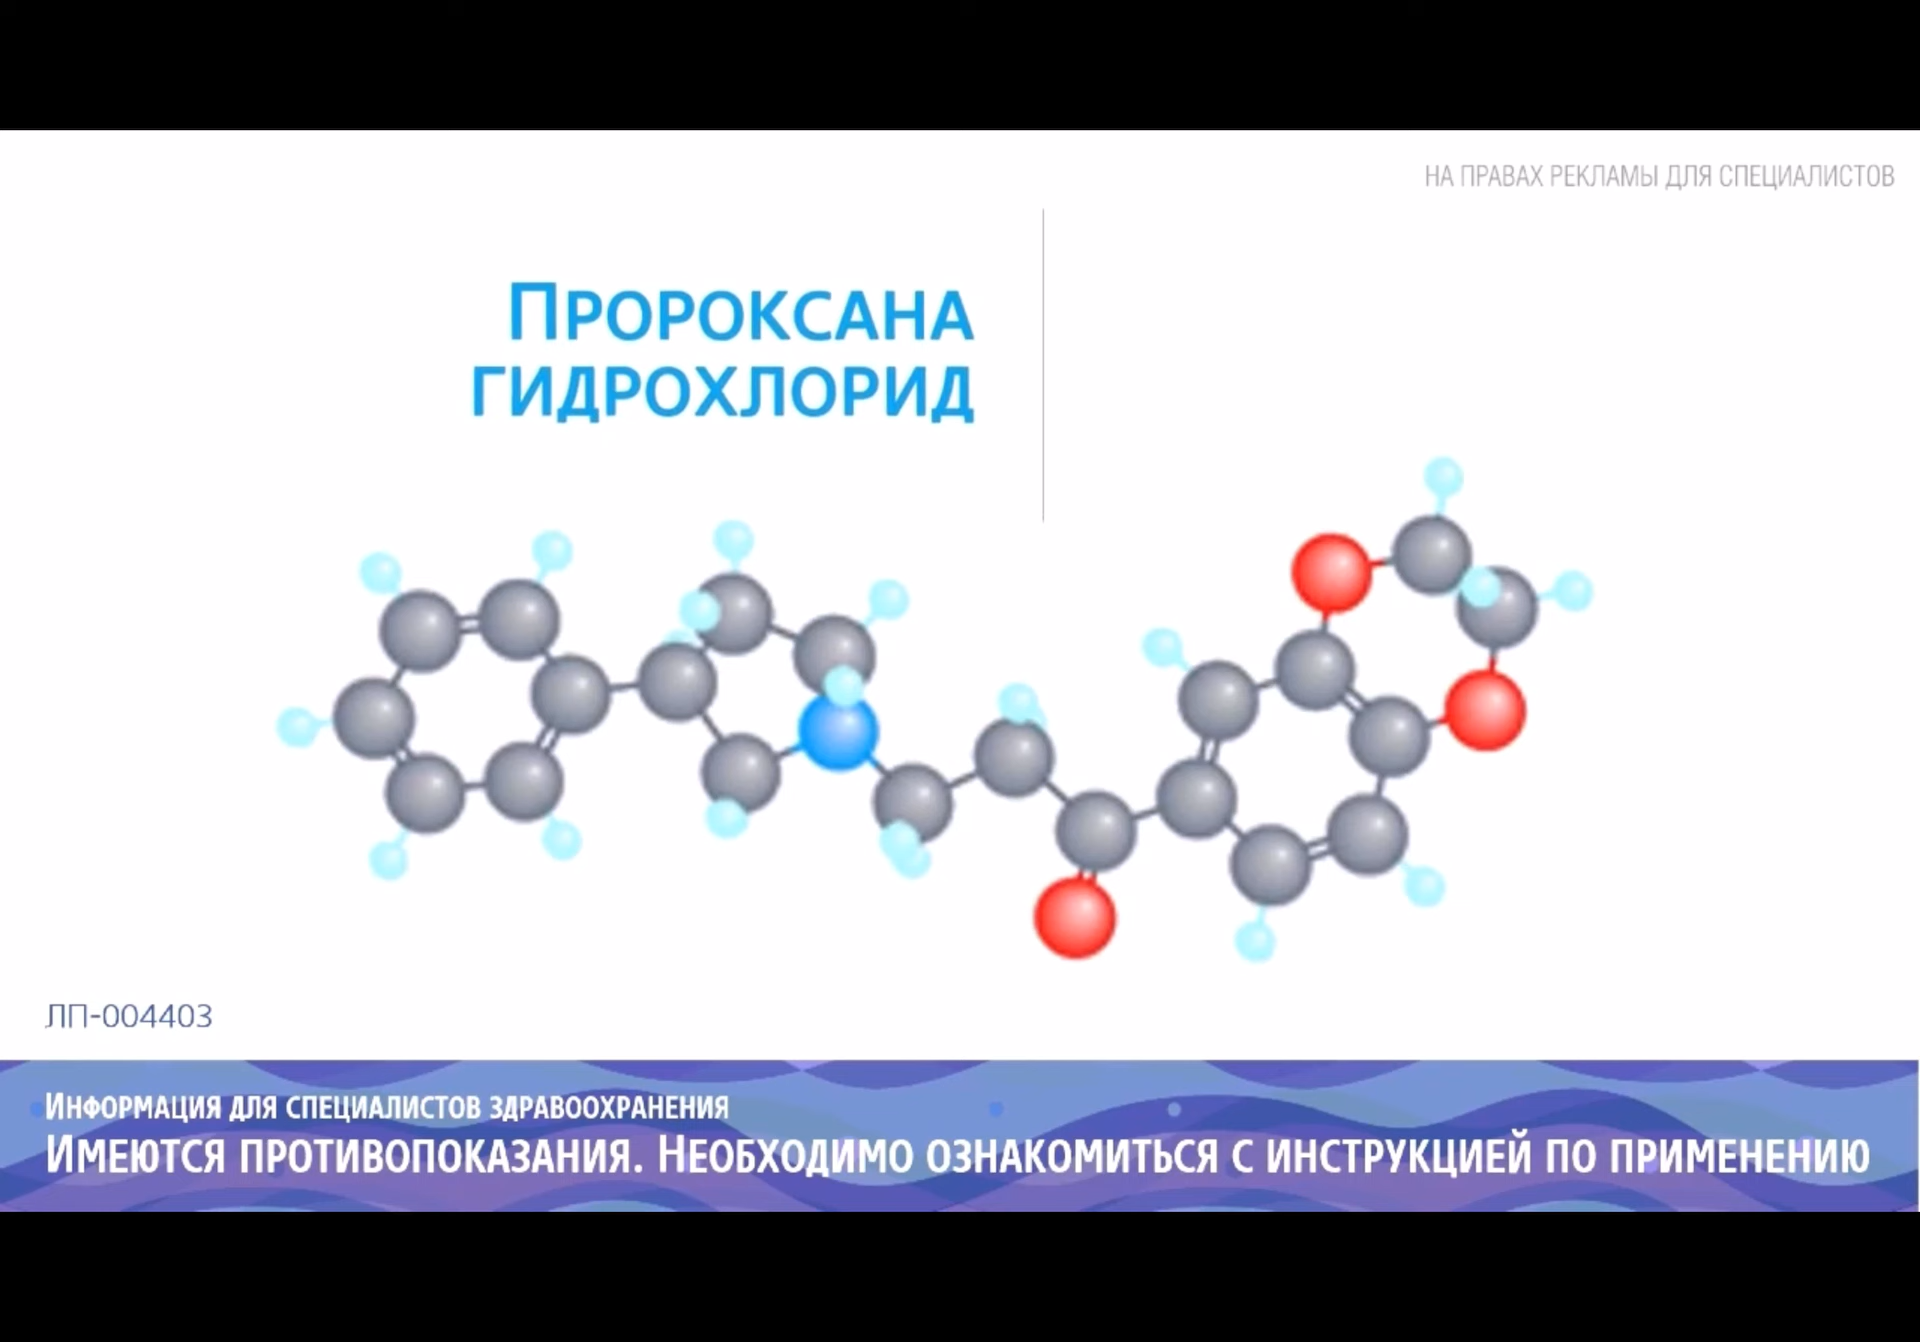 НА ПРАВАХ РЕКЛАМЫ ДЛЯ СПЕЦИАЛИСТОВ
ПРОРОКСАНА
ГИДРОХЛОРИД
ЛП-004403
ИНФОРМАЦИЯ ДЛЯ СПЕЦИАЛИСТОВ ЗДРАВООХРАНЕНИЯ
ИМЕЮТСЯ ПРОТИВОПОКАЗАНИЯ. НЕОБХОДИМО ОЗНАКОМИТЬСЯ С ИНСТРУКЦИЕЙ ПО ПРИМЕНЕНИЮ